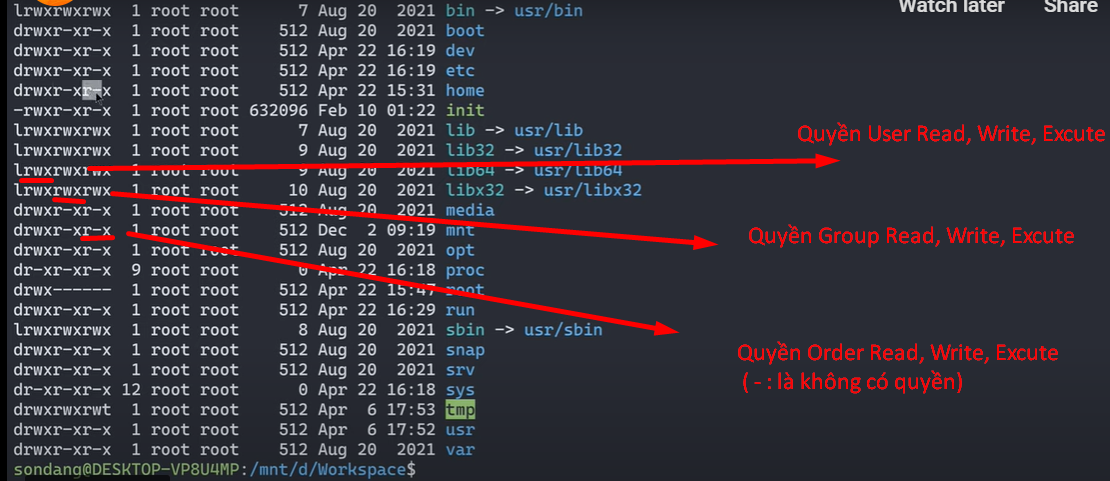 Watch later Share
lrwxrwxrwx 1 root root 7 Aug 20 2021 bin -> usr/bin
drwxr-xr-x 1 root root 512 Aug 20 2021 boot
drwxr-xr-x 1 root root 512 Apr 22 16:19 dev
drwxr-xr-x 1 root root 512 Apr 22 16:19 etc
drwxr-xr-x 1 root root 512 Apr 22 15:31 home
-rwxr-xr-x 1 root root 632096 Feb 10 01:22 init
lrwxrwxrwx 1 root root 7 Aug 20 2021 lib -> usr/lib
lrwxrwxrwx 1 root root 9 Aug 20 2021 lib32 -> usr/lib32
lrwxrwxrwx 1 root root 9 Aug 20 2021 lib64 -> usr/lib64
lrwxrwxrwx 1 root root 10 Aug 20 2021 libx32 -> usr/libx32
drwxr-xr-x 1 root root 512 Aug 20 2021 media
drwxr-xr-x 1 root root 512 Dec 2 09:19 mnt
drwxr-xr-x 1 root root 512 Aug 20 2021 opt
dr-xr-xr-x 9 root root 0 Apr 22 16:18 proc
drwx------ 1 root root 512 Apr 22 15:47 root
drwxr-xr-x 1 root root 512 Apr 22 16:29 run
lrwxrwxrwx 1 root root 8 Aug 20 2021 sbin -> usr/sbin
drwxr-xr-x 1 root root 512 Aug 20 2021 snap
drwxr-xr-x 1 root root 512 Aug 20 2021 srv
dr-xr-xr-x 12 root root 0 Apr 22 16:18 sys
drwxrwxrwt 1 root root 512 Apr 6 17:53 tmp
drwxr-xr-x 1 root root 512 Apr 6 17:52 usr
drwxr-xr-x 1 root root 512 Aug 20 2021 var
sondang@DESKTOP-VP8U4MP:/mnt/d/Workspace$
Quyền User Read, Write, Excute
Quyền Group Read, Write, Excute
Quyền Order Read, Write, Excute
( - : là không có quyền)